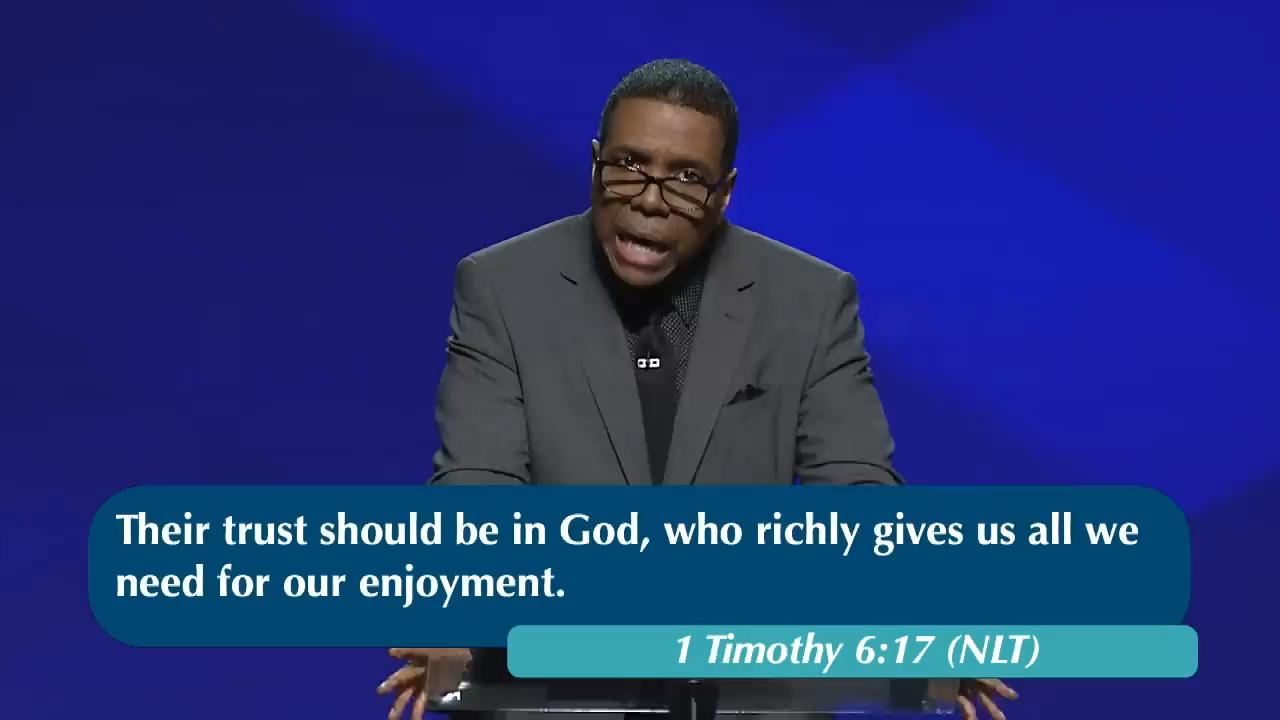 Their trust should be in God, who richly gives us all we
need for our enjoyment.
1 Timothy 6:17 (NLT)